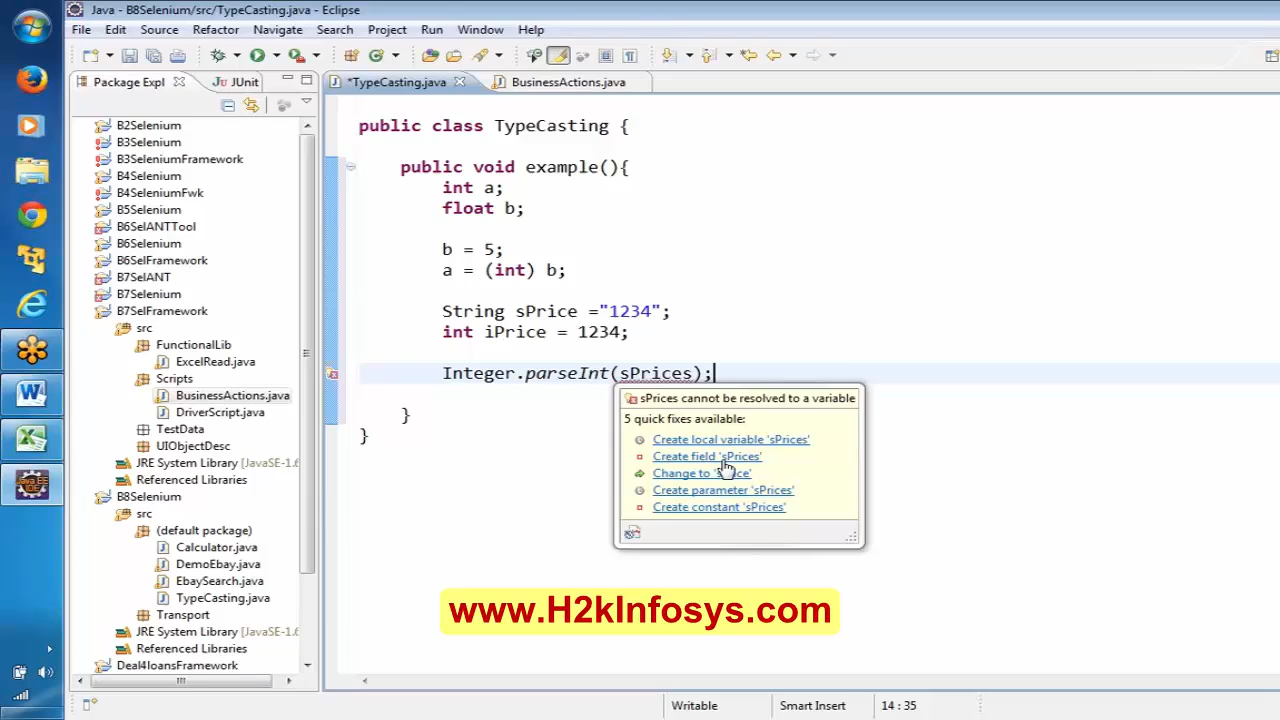 Java - B8Selenium/src/TypeCasting.java - Eclipse
File Edit Source Refactor Navigate Search Project Run Window Help
Package Expl
JUnit
*TypeCasting.java
BusinessActions.java
B2Selenium
B3Selenium
B3SeleniumFramework
B4Selenium
B4SeliumFwk
B5Selenium
B6SelANTTool
B6Selenium
B6SelFramework
B7SelANT
B7Selenium
B7SelFramework
src
FunctionalLib
ExcelRead.java
Scripts
BusinessActions.java
DriverScript.java
TestData
UIObjectDesc
JRE System Library [JavaSE-1.6
Referenced Libraries
B8Selenium
src
(default package)
Calculator.java
DemoEbay.java
EbaySearch.java
TypeCasting.java
Transport
JRE System Library [JavaSE-1.6
Referenced Libraries
Deal4loansFramework
public class TypeCasting {
public void example(){
int a;
float b;
b = 5;
a = (int) b;
String sPrice ="1234";
int iPrice = 1234;
Integer.parseInt(sPrices);
}
}
sPrices cannot be resolved to a variable
5 quick fixes available:
Create local variable 'sPrices'
Create field 'sPrices'
Change to
Create parameter 'sPrices'
Create constant 'sPrices'
www.H2kInfosys.com
Writable
Smart Insert
14 : 35